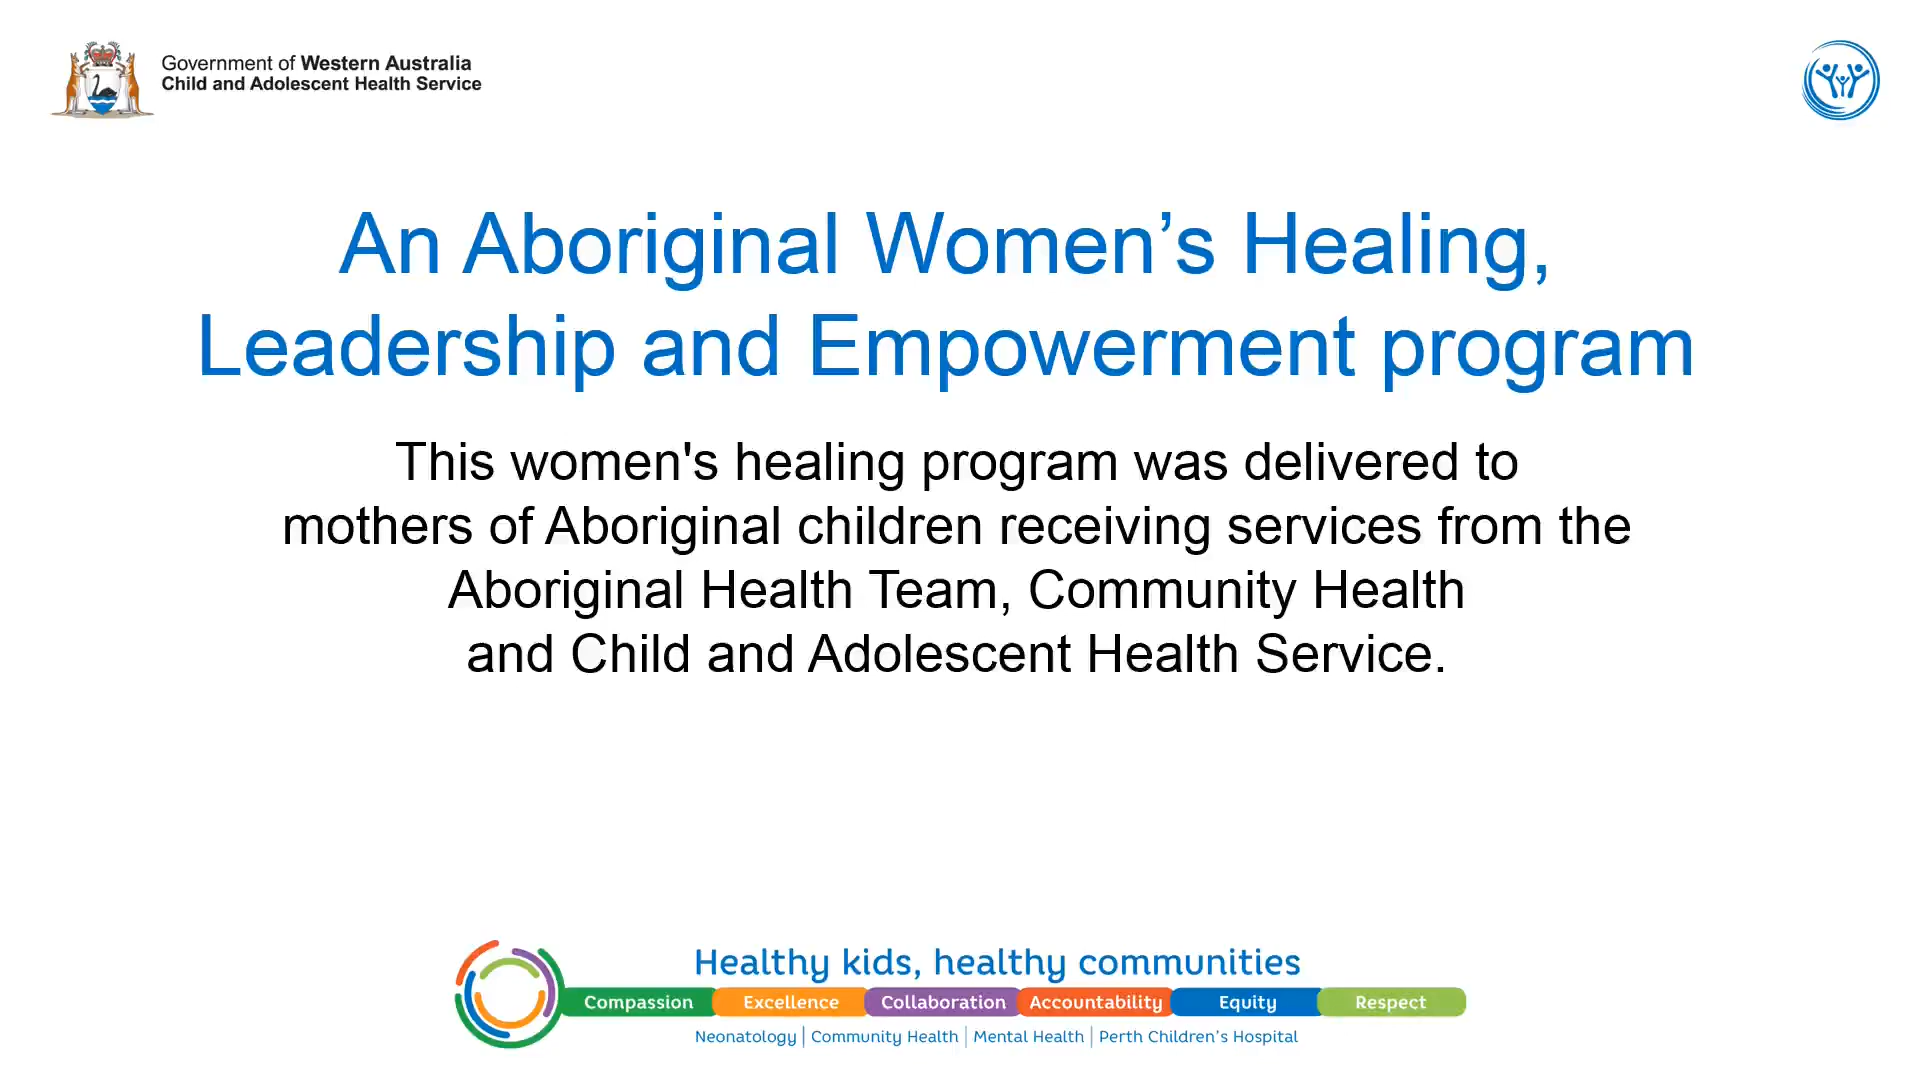 Government of Western Australia
Child and Adolescent Health Service
An Aboriginal Women’s Healing,
Leadership and Empowerment program
This women's healing program was delivered to
mothers of Aboriginal children receiving services from the
Aboriginal Health Team, Community Health
and Child and Adolescent Health Service.
Healthy kids, healthy communities
Compassion Excellence Collaboration Accountability Equity Respect
Neonatology | Community Health | Mental Health | Perth Children’s Hospital